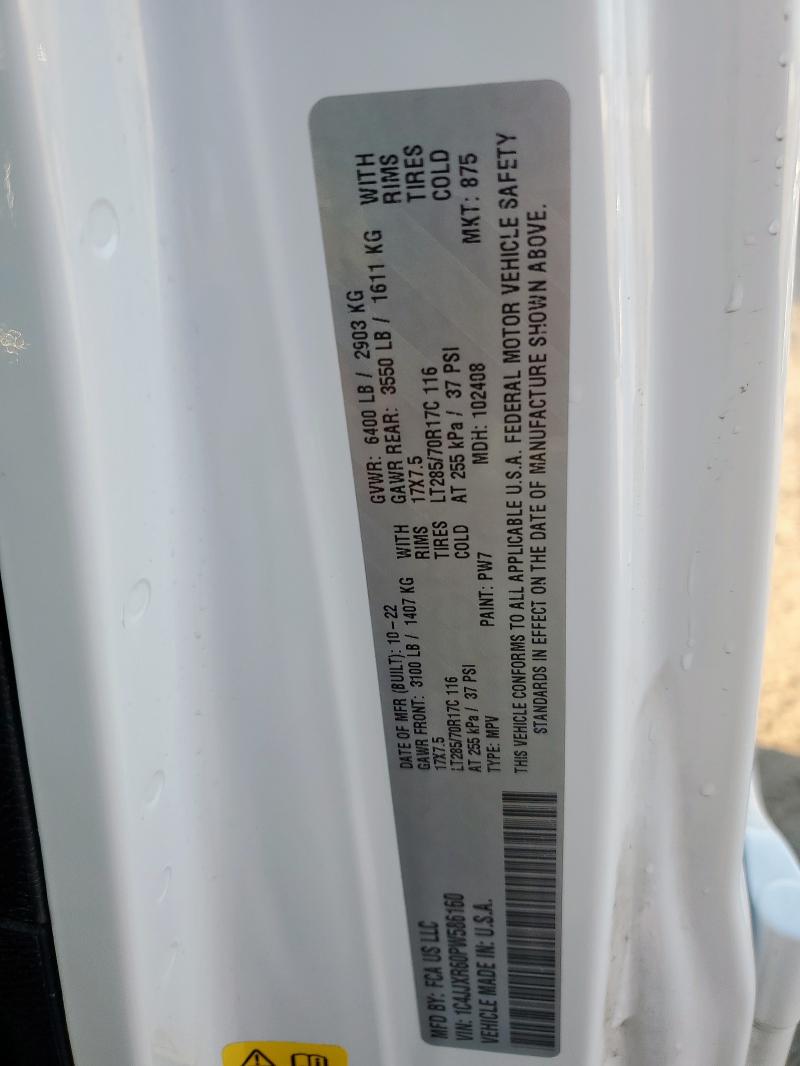 MFD BY: FCA US LLC
VIN: 1C4JJXR60PW586160
VEHICLE MADE IN: U.S.A.
DATE OF MFR (BUILT): 10-22
GAWR FRONT: 3100 LB / 1407 KG WITH
17X7.5 RIMS
LT285/70R17C 116 TIRES
AT 255 kPa / 37 PSI COLD
TYPE: MPV PAINT: PW7
GVWR: 6400 LB / 2903 KG
GAWR REAR: 3550 LB / 1611 KG WITH
17X7.5 RIMS
LT285/70R17C 116 TIRES
AT 255 kPa / 37 PSI COLD
MDH: 102408 MKT: 875
THIS VEHICLE CONFORMS TO ALL APPLICABLE U.S.A. FEDERAL MOTOR VEHICLE SAFETY
STANDARDS IN EFFECT ON THE DATE OF MANUFACTURE SHOWN ABOVE.